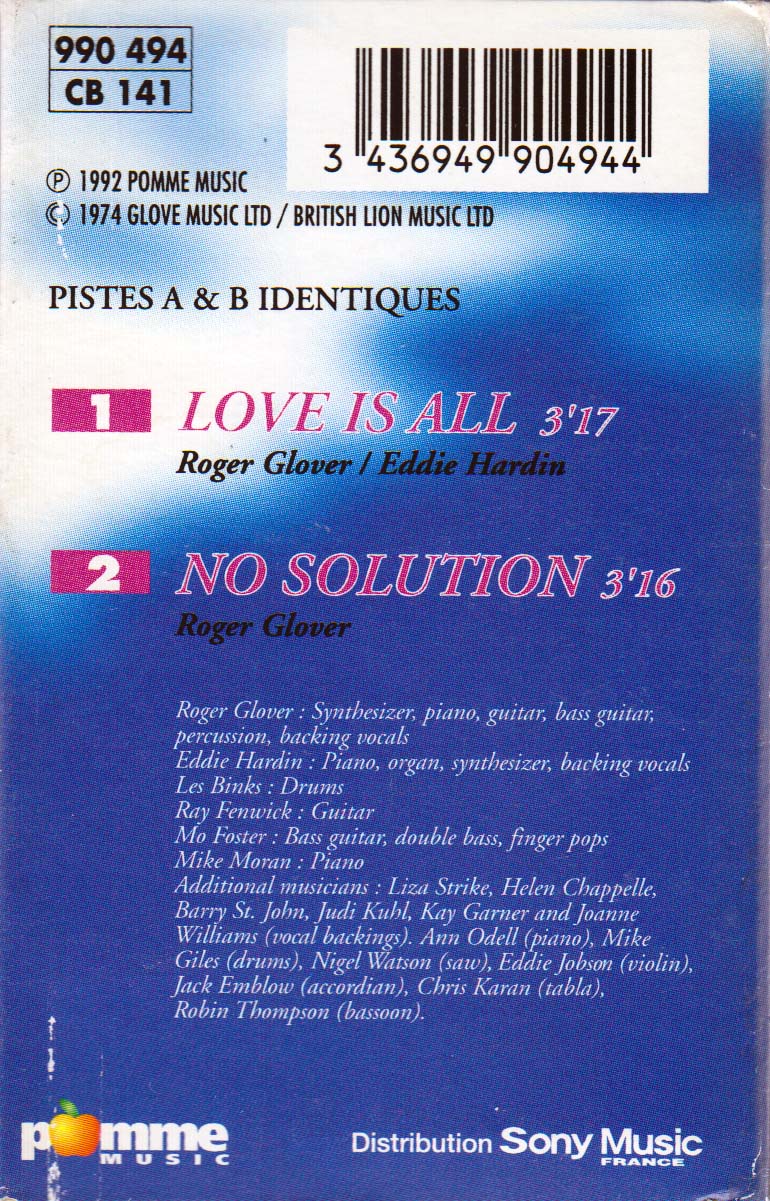 990 494
CB 141
3 436949 904944
Ⓟ 1992 POMME MUSIC
© 1974 GLOVE MUSIC LTD / BRITISH LION MUSIC LTD
PISTES A & B IDENTIQUES
1 LOVE IS ALL 3'17
Roger Glover / Eddie Hardin
2 NO SOLUTION 3'16
Roger Glover
Roger Glover : Synthesizer, piano, guitar, bass guitar,
percussion, backing vocals
Eddie Hardin : Piano, organ, synthesizer, backing vocals
Les Binks : Drums
Ray Fenwick : Guitar
Mo Foster : Bass guitar, double bass, finger pops
Mike Moran : Piano
Additional musicians : Liza Strike, Helen Chappelle,
Barry St. John, Judi Kuhl, Kay Garner and Joanne
Williams (vocal backings). Ann Odell (piano), Mike
Giles (drums), Nigel Watson (saw), Eddie Jobson (violin),
Jack Emblow (accordian), Chris Karan (tabla),
Robin Thompson (bassoon).
pomme
MUSIC
Distribution Sony Music
FRANCE